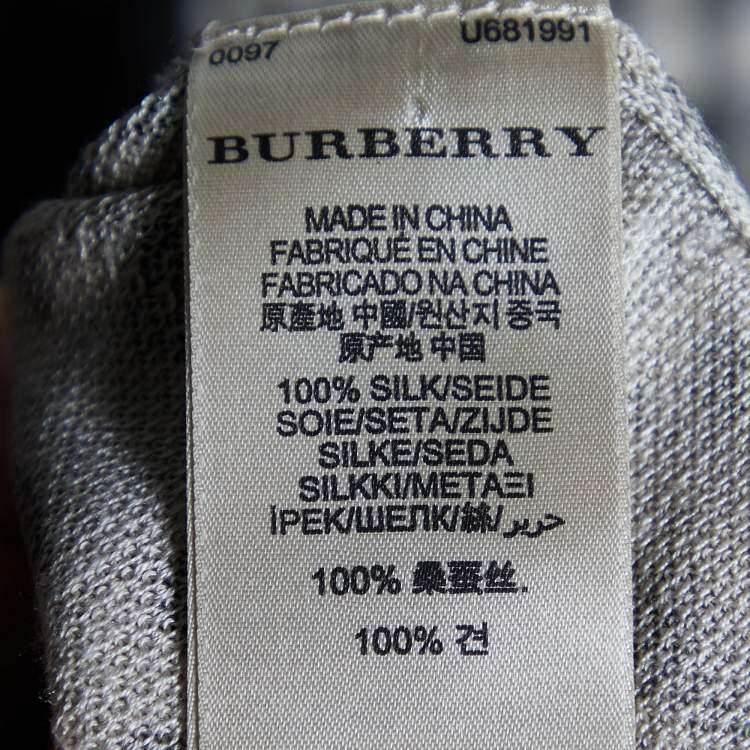 0097 U681991
BURBERRY
MADE IN CHINA
FABRIQUÉ EN CHINE
FABRICADO NA CHINA
原產地 中國/원산지 중국
原产地 中国
100% SILK/SEIDE
SOIE/SETA/ZIJDE
SILKE/SEDA
SILKKI/ΜΕΤΑΞΙ
İPEK/ШЕЛК/絲/حرير
100% 桑蚕丝.
100% 견